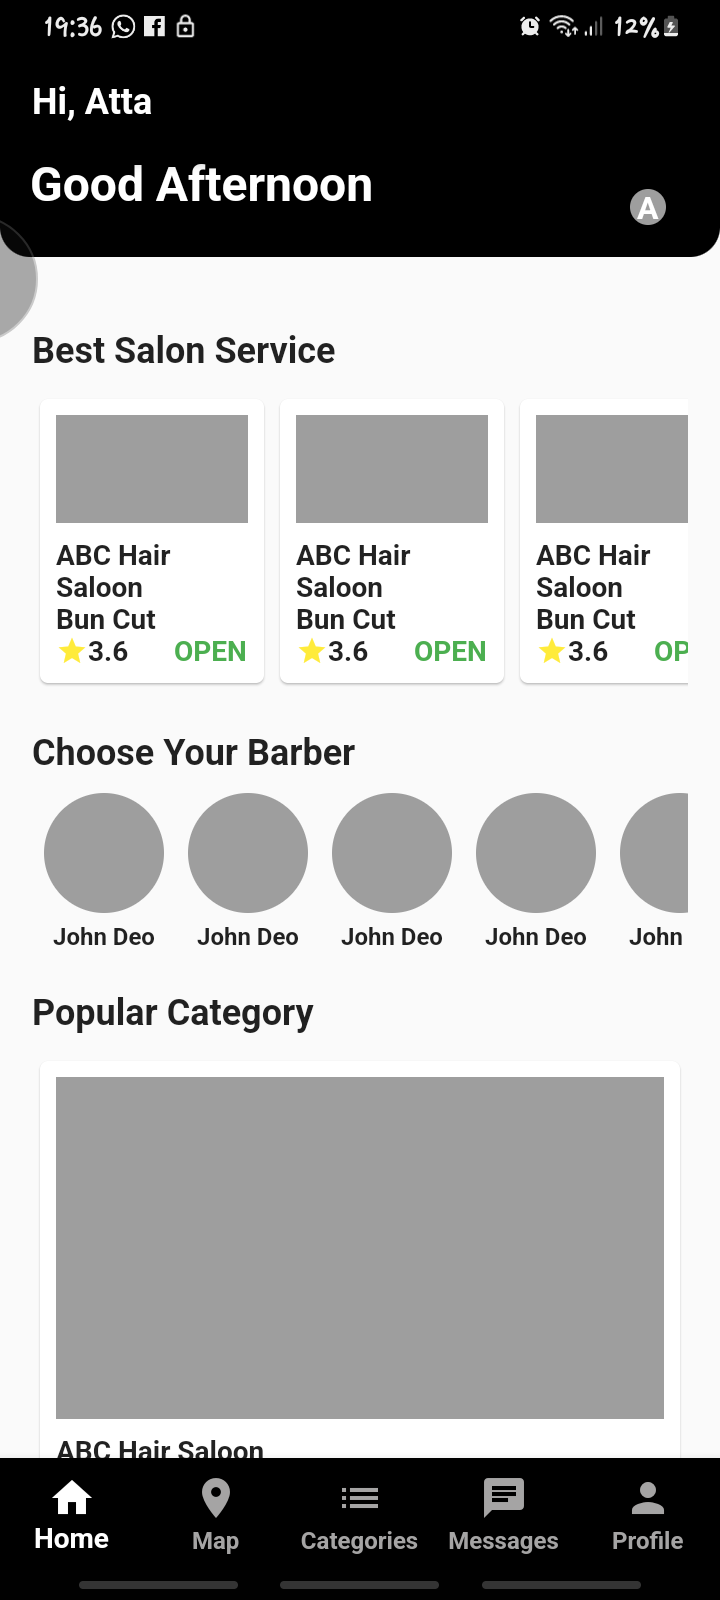 19:36 12%
Hi, Atta
Good Afternoon
A
Best Salon Service
ABC Hair Saloon
Bun Cut
3.6 OPEN
ABC Hair Saloon
Bun Cut
3.6 OPEN
ABC Hair Saloon
Bun Cut
3.6 OP
Choose Your Barber
John Deo John Deo John Deo John Deo John
Popular Category
ABC Hair Saloon
Home Map Categories Messages Profile